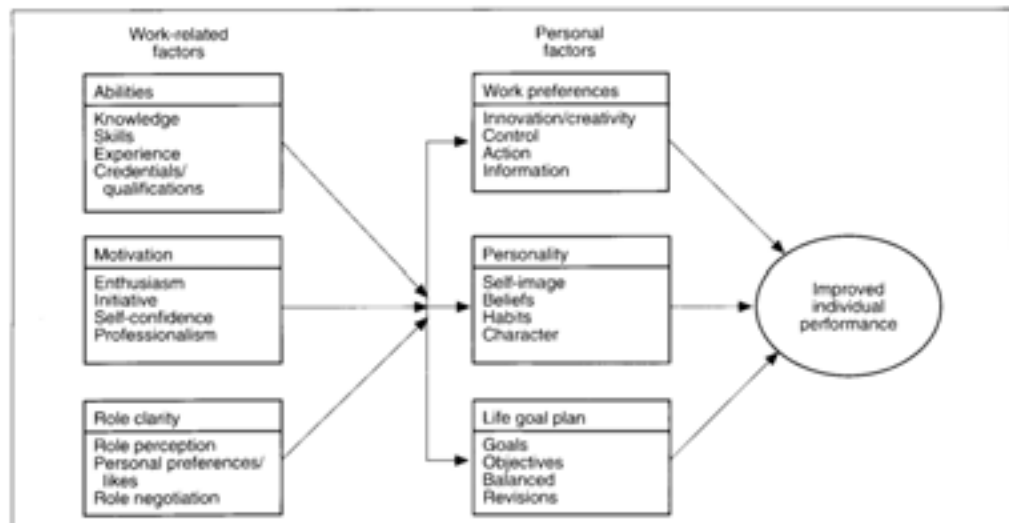 Work-related
factors
Abilities
Knowledge
Skills
Experience
Credentials/
qualifications
Motivation
Enthusiasm
Initiative
Self-confidence
Professionalism
Role clarity
Role perception
Personal preferences/
likes
Role negotiation
Personal
factors
Work preferences
Innovation/creativity
Control
Action
Information
Personality
Self-image
Beliefs
Habits
Character
Life goal plan
Goals
Objectives
Balanced
Revisions
Improved
individual
performance